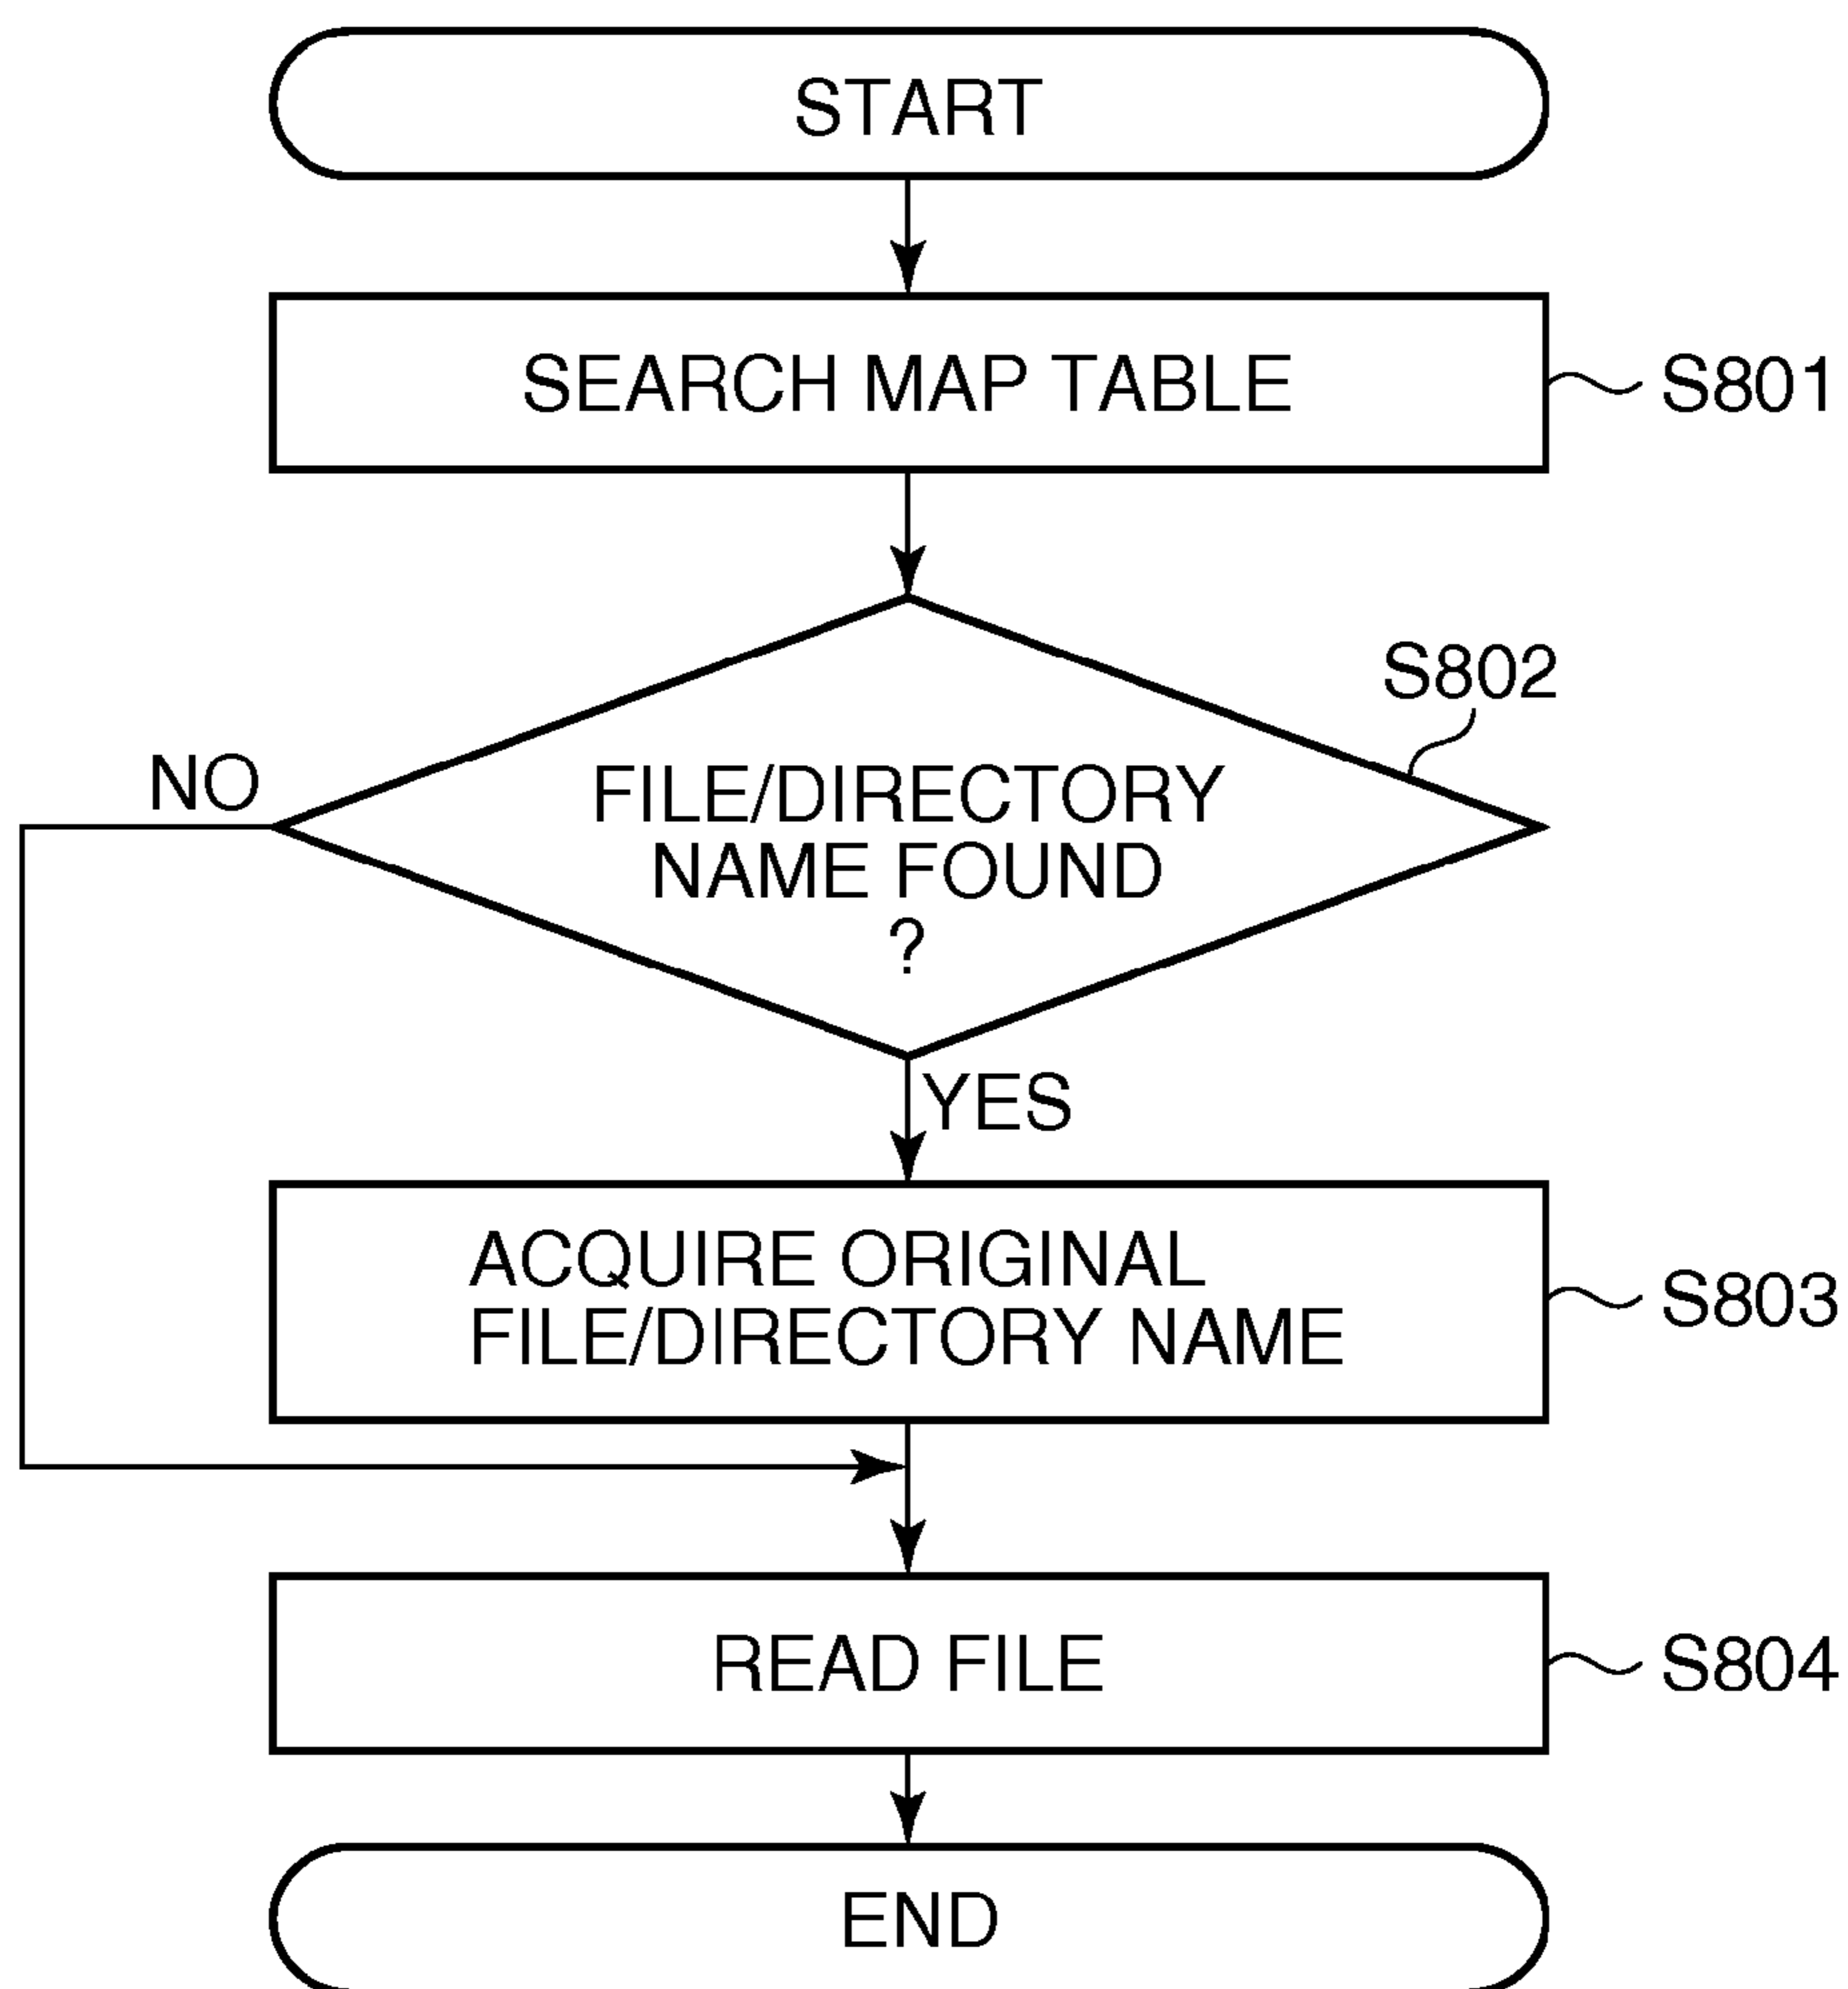 START
SEARCH MAP TABLE
S801
S802
NO
FILE/DIRECTORY
NAME FOUND
?
YES
ACQUIRE ORIGINAL
FILE/DIRECTORY NAME
S803
READ FILE
S804
END